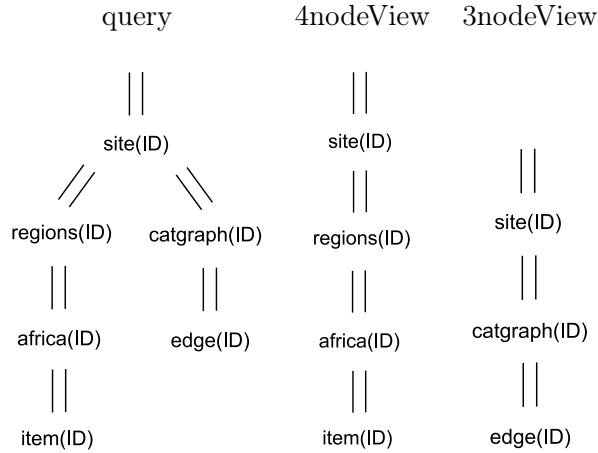 query 4nodeView 3nodeView
site(ID) site(ID)
site(ID)
regions(ID) catgraph(ID) regions(ID)
catgraph(ID)
africa(ID) edge(ID) africa(ID)
item(ID) item(ID) edge(ID)